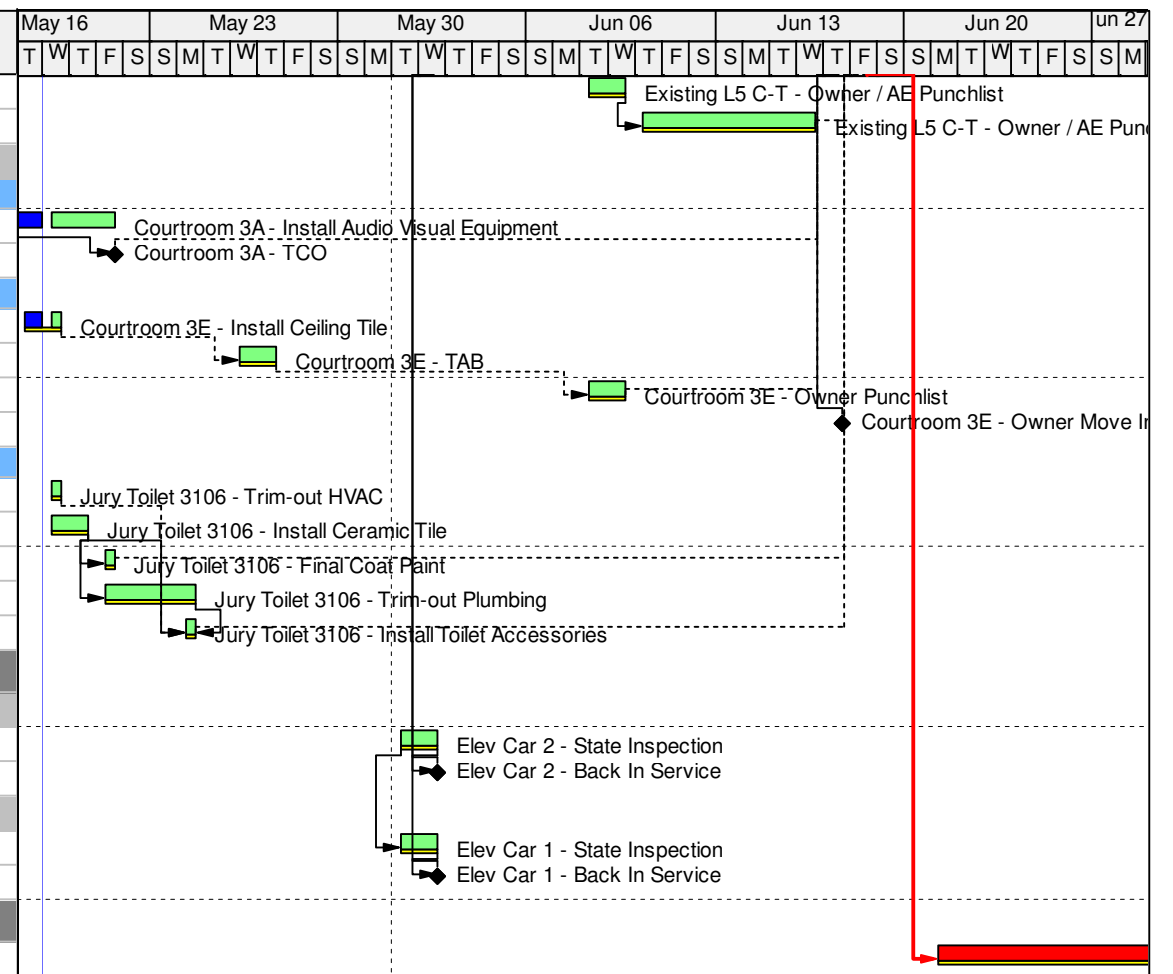 May 16 May 23 May 30 Jun 06 Jun 13 Jun 20 un 27
T W T F S S M T W T F S S M T W T F S S M T W T F S S M T W T F S S M T W T F S S M
Existing L5 C-T - Owner / AE Punchlist
Existing L5 C-T - Owner / AE Pun
Courtroom 3A - Install Audio Visual Equipment
Courtroom 3A - TCO
Courtroom 3E - Install Ceiling Tile
Courtroom 3E - TAB
Courtroom 3E - Owner Punchlist
Courtroom 3E - Owner Move In
Jury Toilet 3106 - Trim-out HVAC
Jury Toilet 3106 - Install Ceramic Tile
Jury Toilet 3106 - Final Coat Paint
Jury Toilet 3106 - Trim-out Plumbing
Jury Toilet 3106 - Install Toilet Accessories
Elev Car 2 - State Inspection
Elev Car 2 - Back In Service
Elev Car 1 - State Inspection
Elev Car 1 - Back In Service